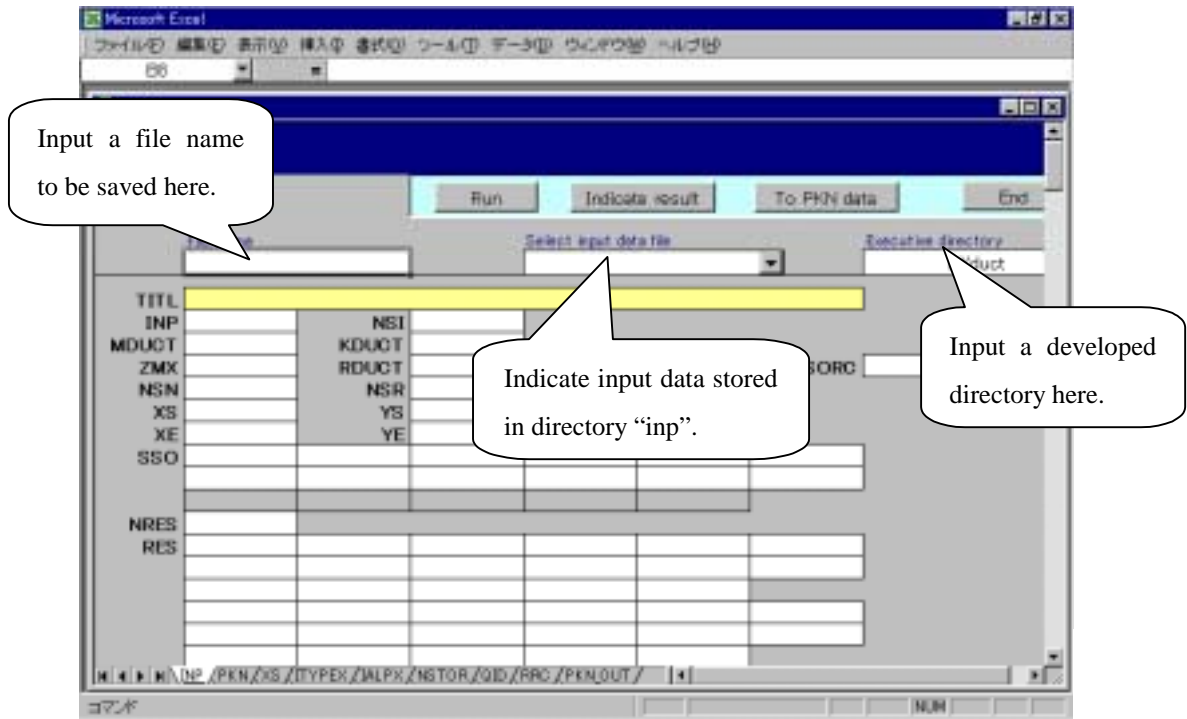 Microsoft Excel
ファイル(F) 編集(E) 表示(V) 挿入(I) 書式(O) ツール(T) データ(D) ウィンドウ(W) ヘルプ(H)
B6 =
Input a file name
to be saved here.
Run Indicate result To PKN data End
Select input data file Executive directory
duct
TITL
INP NSI
MDUCT KDUCT
ZMX RDUCT SORC
NSN NSR
XS YS
XE YE
SSO
Indicate input data stored
in directory “inp”.
Input a developed
directory here.
NRES
RES
INP / PKN / XS / ITYPEX / IALPX / NSTOR / QID / RRC / PKN_OUT /
コマンド NUM